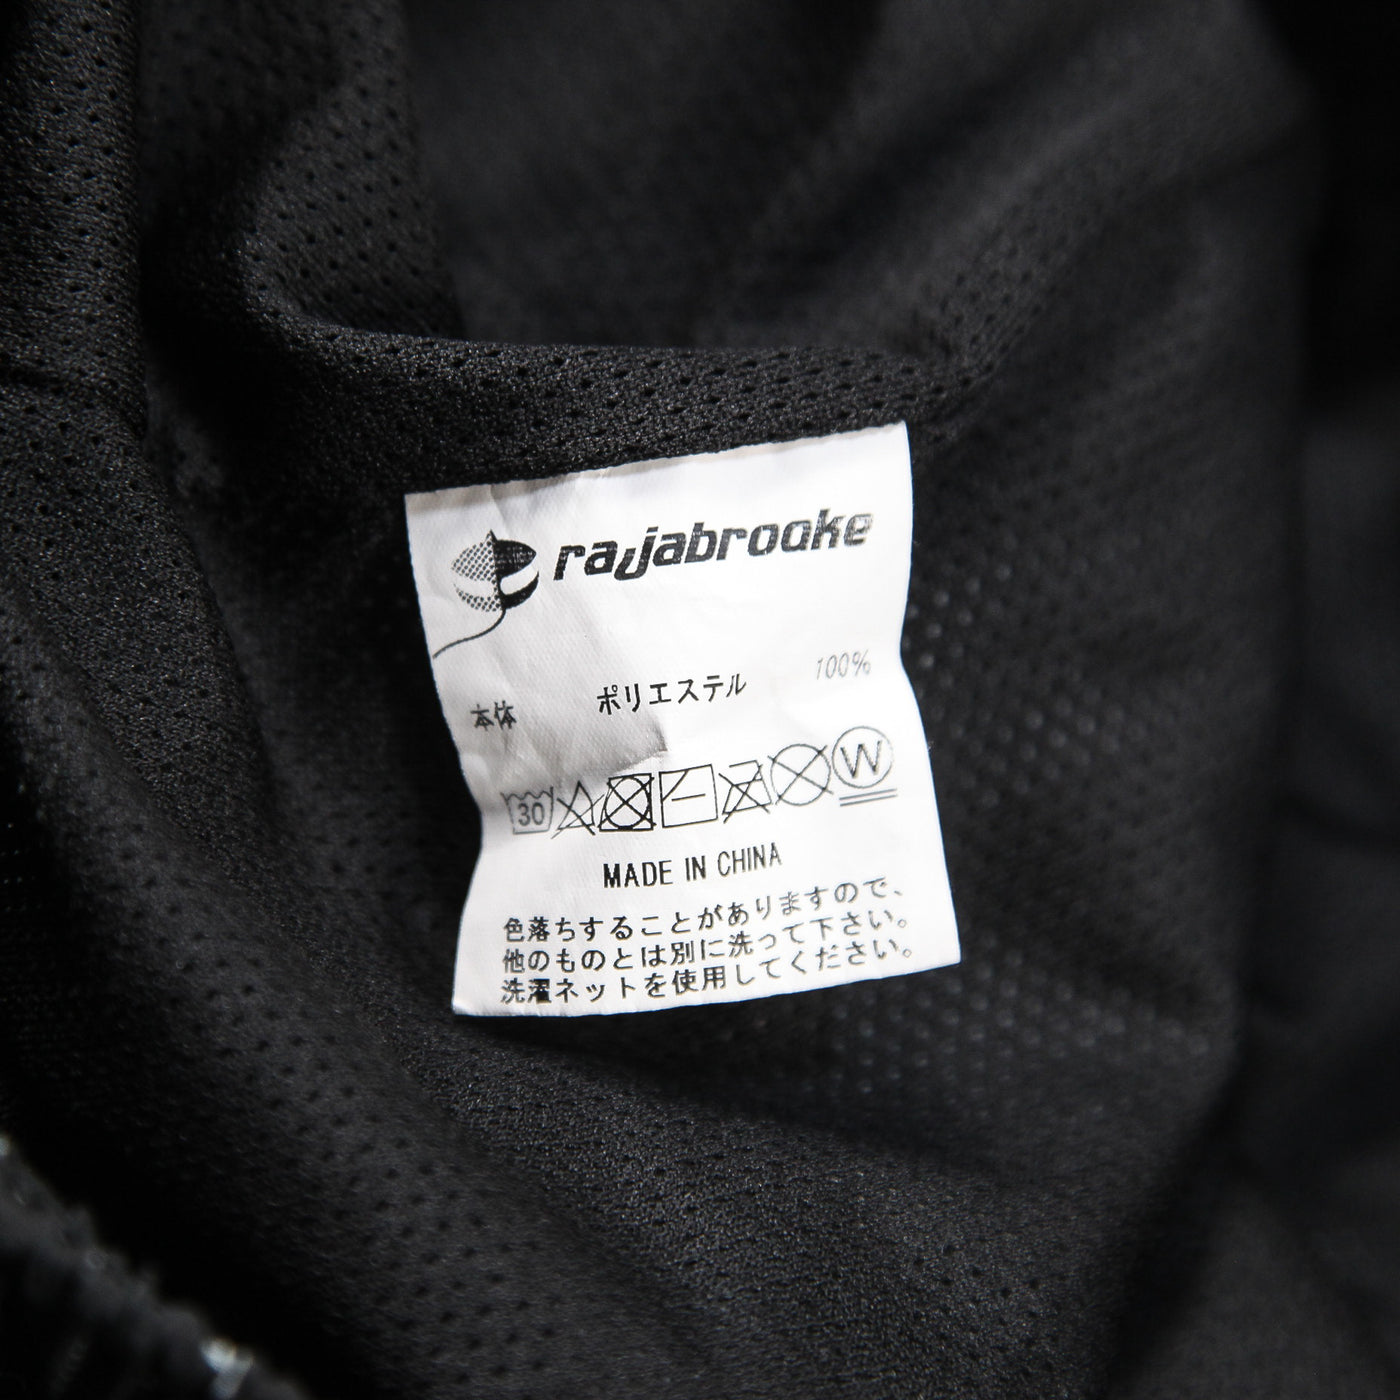 rajabrooke
本体 ポリエステル 100%
30 W
MADE IN CHINA
色落ちすることがありますので、
他のものとは別に洗って下さい。
洗濯ネットを使用してください。